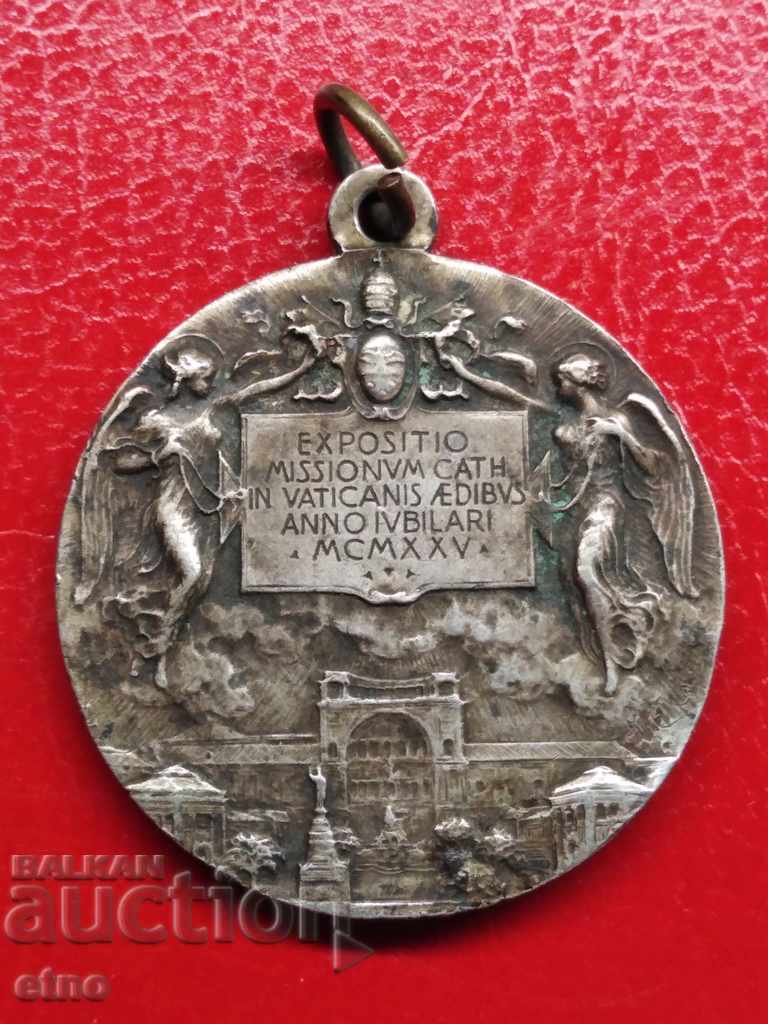 EXPOSITIO
MISSIONVM CATH
IN VATICANIS ÆDIBVS
ANNO IVBILARI
MCMXXV
BALKAN
auction
etno